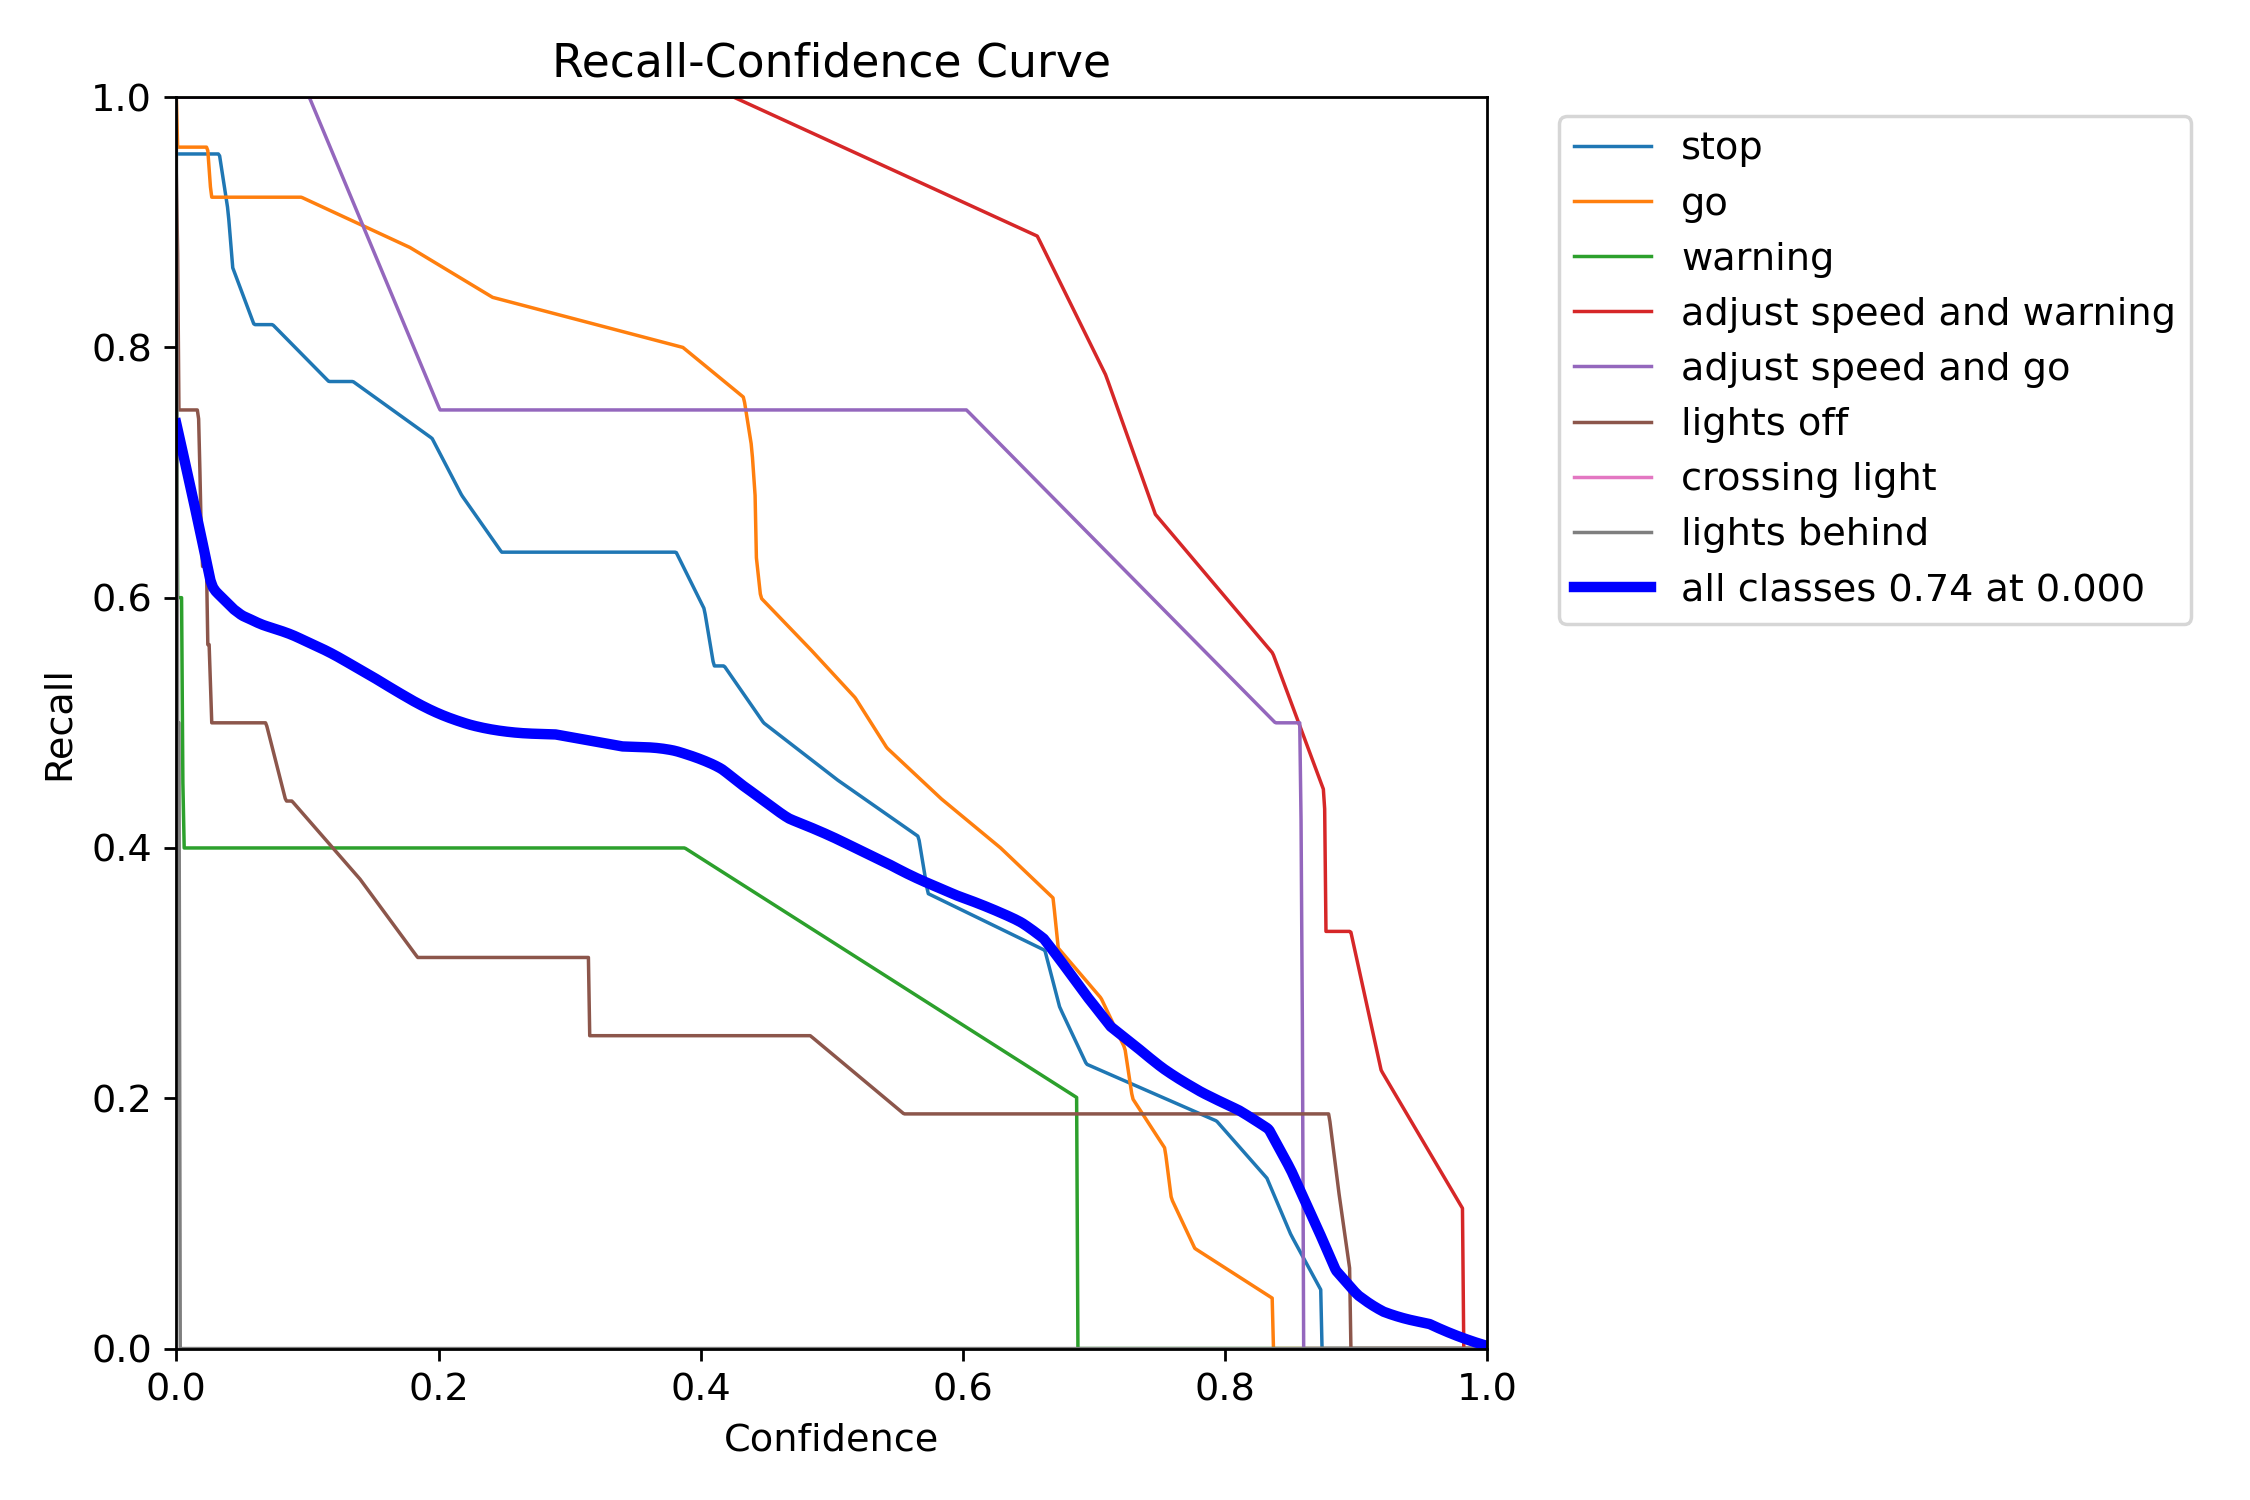 Recall-Confidence Curve
1.0
0.8
0.6
0.4
0.2
0.0
Recall
0.0 0.2 0.4 0.6 0.8 1.0
Confidence
stop
go
warning
adjust speed and warning
adjust speed and go
lights off
crossing light
lights behind
all classes 0.74 at 0.000